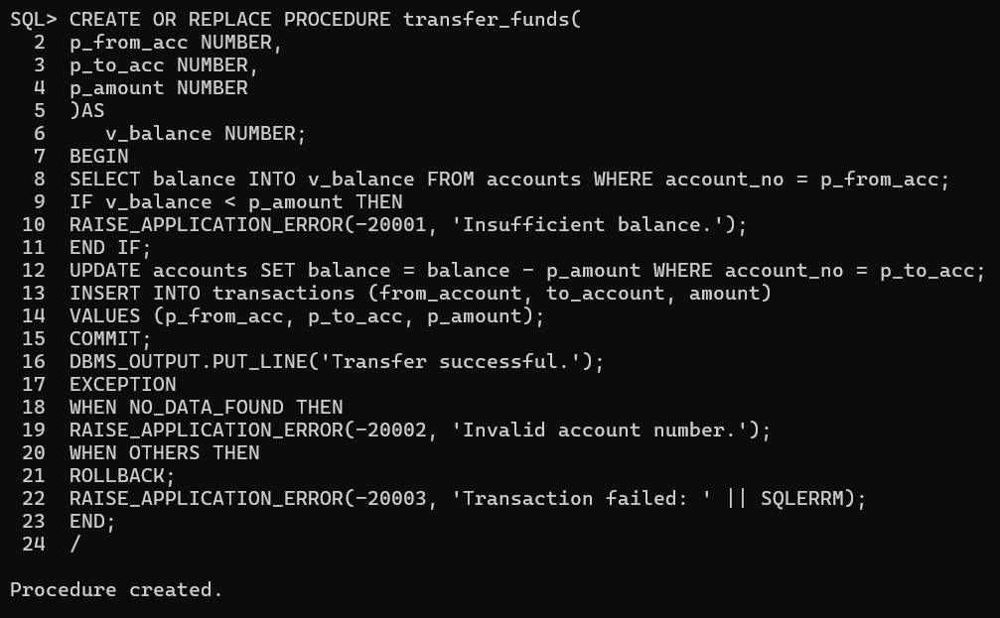 SQL> CREATE OR REPLACE PROCEDURE transfer_funds(
  2  p_from_acc NUMBER,
  3  p_to_acc NUMBER,
  4  p_amount NUMBER
  5  )AS
  6     v_balance NUMBER;
  7  BEGIN
  8  SELECT balance INTO v_balance FROM accounts WHERE account_no = p_from_acc;
  9  IF v_balance < p_amount THEN
 10  RAISE_APPLICATION_ERROR(-20001, 'Insufficient balance.');
 11  END IF;
 12  UPDATE accounts SET balance = balance - p_amount WHERE account_no = p_to_acc;
 13  INSERT INTO transactions (from_account, to_account, amount)
 14  VALUES (p_from_acc, p_to_acc, p_amount);
 15  COMMIT;
 16  DBMS_OUTPUT.PUT_LINE('Transfer successful.');
 17  EXCEPTION
 18  WHEN NO_DATA_FOUND THEN
 19  RAISE_APPLICATION_ERROR(-20002, 'Invalid account number.');
 20  WHEN OTHERS THEN
 21  ROLLBACK;
 22  RAISE_APPLICATION_ERROR(-20003, 'Transaction failed: ' || SQLERRM);
 23  END;
 24  /
Procedure created.